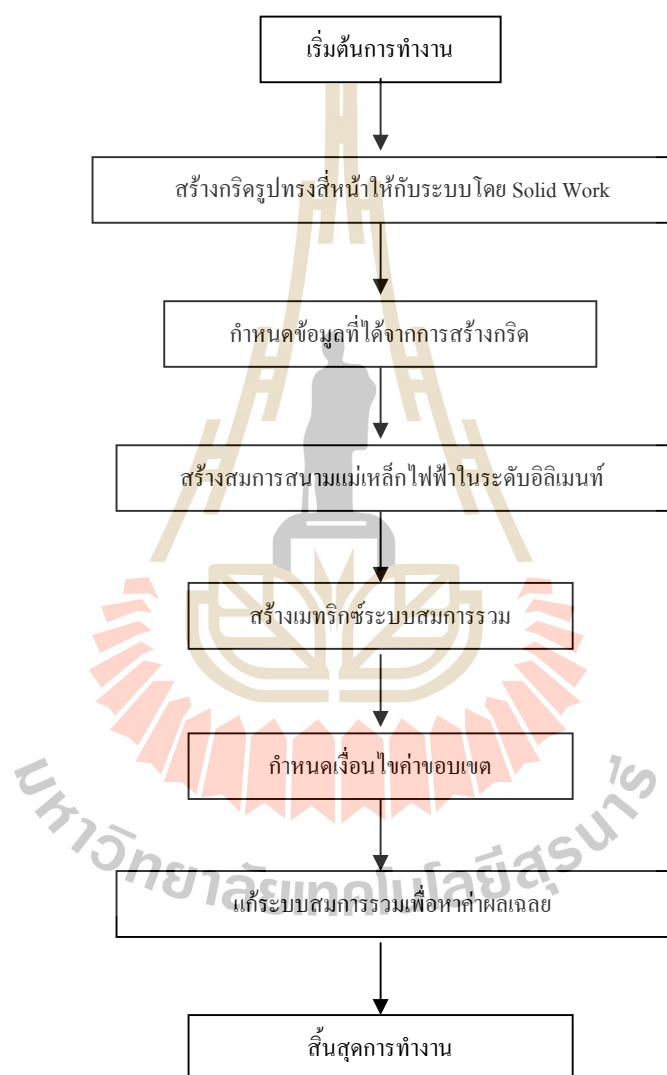 เริ่มต้นการทำงาน
สร้างกริดรูปทรงสี่หน้าให้กับระบบโดย Solid Work
กำหนดข้อมูลที่ได้จากการสร้างกริด
สร้างสมการสนามแม่เหล็กไฟฟ้าในระดับอิลิเมนท์
สร้างเมทริกซ์ระบบสมการรวม
กำหนดเงื่อนไขค่าขอบเขต
มหาวิทยาลัยเทคโนโลยีสุรนารี
แก้ระบบสมการรวมเพื่อหาค่าผลเฉลย
สิ้นสุดการทำงาน